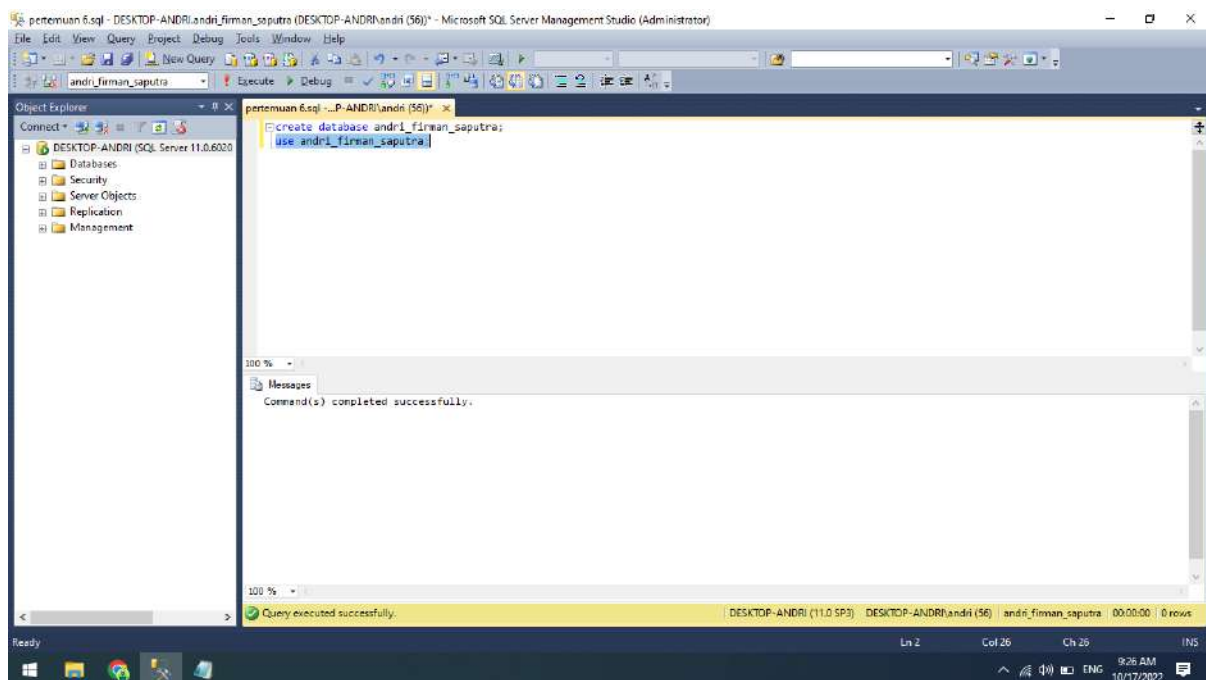 pertemuan 6.sql - DESKTOP-ANDRI.andri_firman_saputra (DESKTOP-ANDRI\andri (56))* - Microsoft SQL Server Management Studio (Administrator)
File Edit View Query Project Debug Tools Window Help
New Query
andri_firman_saputra Execute Debug
Object Explorer
pertemuan 6.sql -...P-ANDRI\andri (56))*
Connect
DESKTOP-ANDRI (SQL Server 11.0.6020
Databases
Security
Server Objects
Replication
Management
create database andri_firman_saputra;
use andri_firman_saputra;
100 %
Messages
Command(s) completed successfully.
100 %
Query executed successfully. DESKTOP-ANDRI (11.0 SP3) DESKTOP-ANDRI\andri (56) andri_firman_saputra 00:00:00 0 rows
Ready Ln 2 Col 26 Ch 26 INS
ENG 9:26 AM
10/17/2022